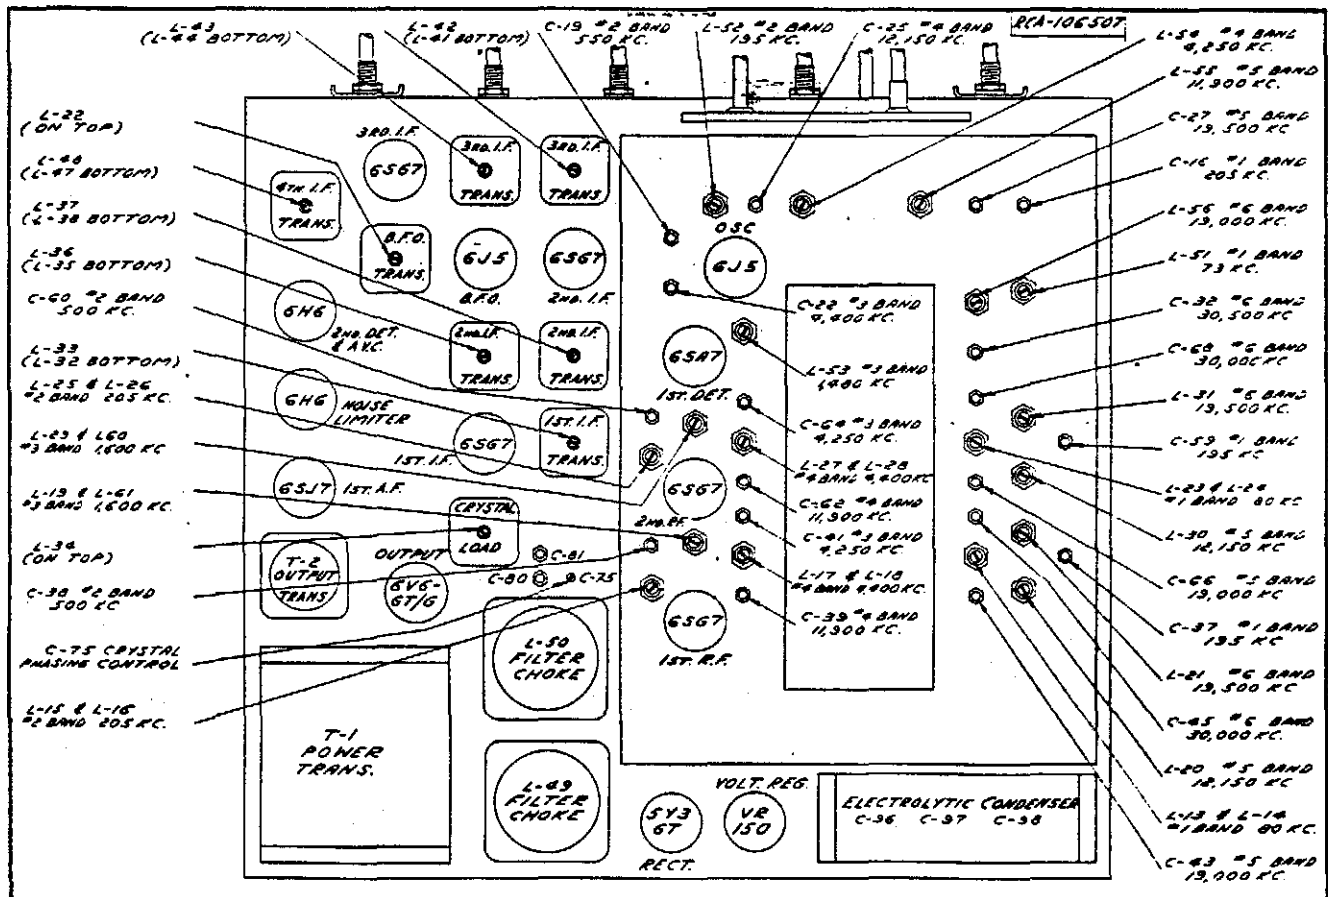 L-43
(L-44 BOTTOM)
L-42
(L-41 BOTTOM)
C-19 #2 BAND
550 KC.
L-52 #2 BAND
195 KC.
C-25 #4 BAND
12,150 KC.
RCA-10650T
L-54 #4 BAND
4,250 KC.
L-55 #5 BAND
11,900 KC.
C-27 #5 BAND
19,500 KC
C-16 #1 BAND
205 KC.
L-56 #6 BAND
19,000 KC.
L-51 #1 BAND
73 KC.
C-32 #6 BAND
30,500 KC.
C-68 #6 BAND
30,000 KC.
L-31 #6 BAND
19,500 KC.
C-59 #1 BAND
195 KC.
L-23 & L-24
#1 BAND 80 KC
L-30 #5 BAND
12,150 KC.
C-66 #5 BAND
19,000 KC.
C-37 #1 BAND
195 KC.
L-21 #6 BAND
19,500 KC
C-45 #6 BAND
30,000 KC.
L-20 #5 BAND
12,150 KC.
L-13 & L-14
#1 BAND 80 KC.
C-43 #5 BAND
19,000 KC.
L-22
(ON TOP)
L-48
(L-47 BOTTOM)
L-37
(L-38 BOTTOM)
L-36
(L-35 BOTTOM)
C-60 #2 BAND
500 KC.
L-33
(L-32 BOTTOM)
L-25 & L-26
#2 BAND 205 KC.
L-29 & L60
#3 BAND 1,600 KC
L-19 & L-61
#3 BAND 1,600 KC.
L-34
(ON TOP)
C-38 #2 BAND
500 KC
C-75 CRYSTAL
PHASING CONTROL
L-15 & L-16
#2 BAND 205 KC.
3RD. I.F.
6SG7
3RD. I.F.
TRANS.
3RD. I.F.
TRANS.
4TH. I.F.
TRANS.
B.F.O.
TRANS.
6J5
B.F.O.
6SG7
2ND. I.F.
6H6
2ND. DET.
& A.V.C.
2ND. I.F.
TRANS.
2ND. I.F.
TRANS.
6H6
NOISE
LIMITER
6SG7
1ST. I.F.
1ST. I.F.
TRANS.
6SJ7
1ST. A.F.
CRYSTAL
LOAD
T-2
OUTPUT
TRANS.
OUTPUT
6V6-
GT/G
C-81
C-80
C-75
L-50
FILTER
CHOKE
T-1
POWER
TRANS.
L-49
FILTER
CHOKE
OSC
6J5
C-22 #3 BAND
4,400 KC.
6SA7
1ST. DET.
L-53 #3 BAND
1,480 KC
C-64 #3 BAND
4,250 KC.
L-27 & L-28
#4 BAND 4,400 KC
6SG7
2ND. R.F.
C-62 #4 BAND
11,900 KC.
C-41 #3 BAND
4,250 KC.
L-17 & L-18
#4 BAND 4,400 KC.
C-39 #4 BAND
11,900 KC.
6SG7
1ST. R.F.
VOLT. REG.
5Y3
GT
RECT.
VR
150
ELECTROLYTIC CONDENSER
C-96 C-97 C-98